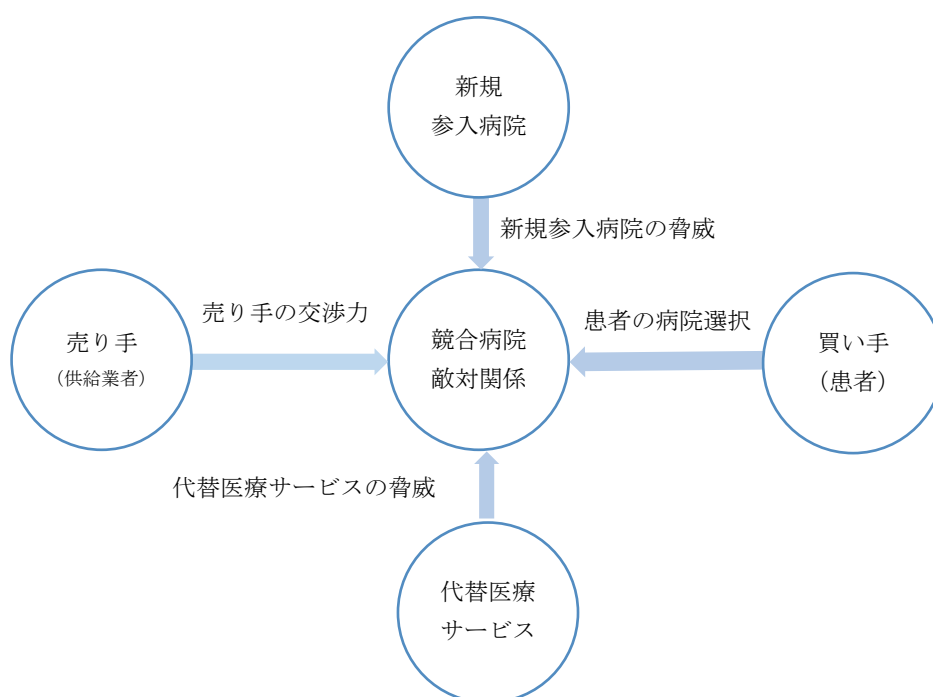 新規
参入病院
新規参入病院の脅威
売り手の交渉力
患者の病院選択
売り手
（供給業者）
競合病院
敵対関係
買い手
（患者）
代替医療サービスの脅威
代替医療
サービス